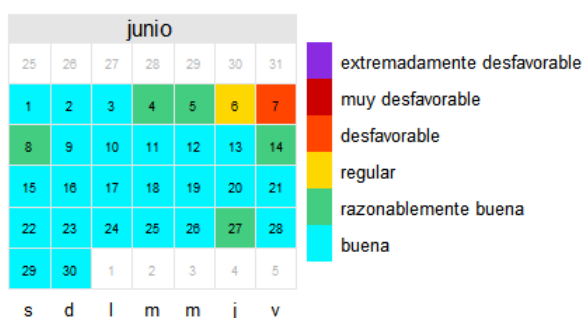 junio
25 26 27 28 29 30 31
1 2 3 4 5 6 7
8 9 10 11 12 13 14
15 16 17 18 19 20 21
22 23 24 25 26 27 28
29 30 1 2 3 4 5
s d l m m j v
extremadamente desfavorable
muy desfavorable
desfavorable
regular
razonablemente buena
buena